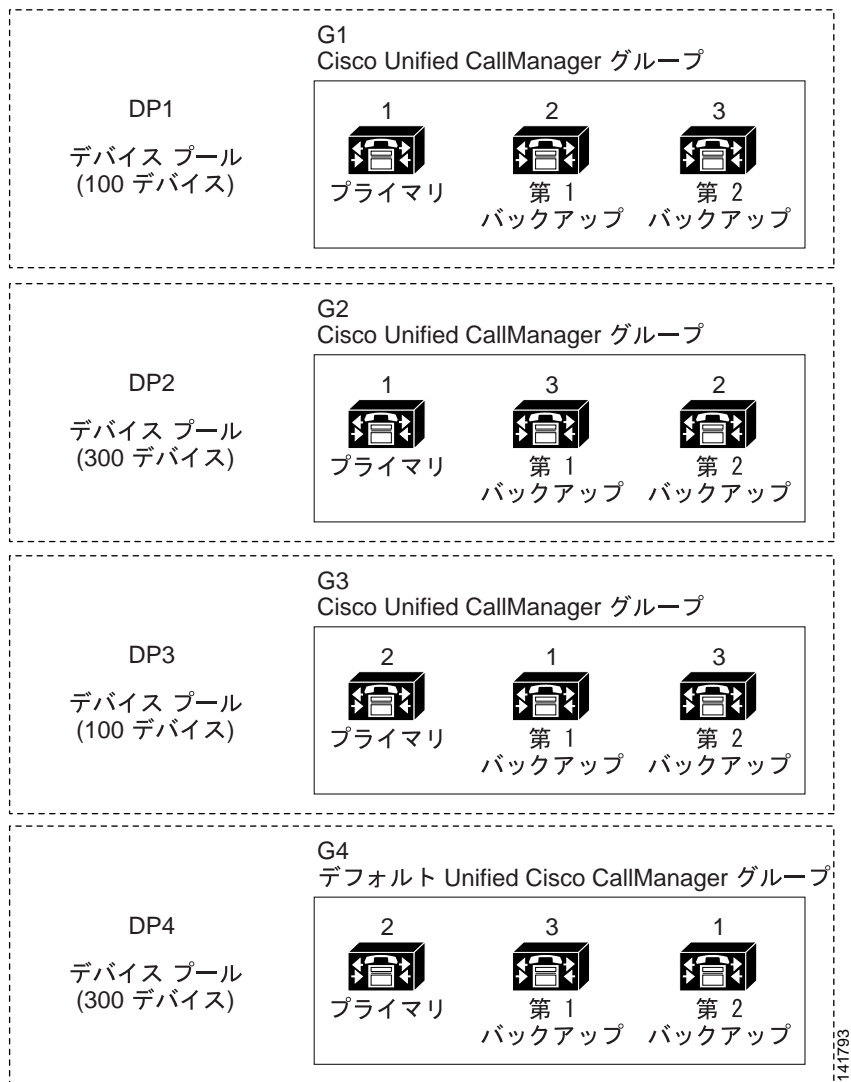 G1
Cisco Unified CallManager グループ
DP1
デバイス プール
(100 デバイス)
1 2 3
プライマリ 第 1 第 2
バックアップ バックアップ
G2
Cisco Unified CallManager グループ
DP2
デバイス プール
(300 デバイス)
1 3 2
プライマリ 第 1 第 2
バックアップ バックアップ
G3
Cisco Unified CallManager グループ
DP3
デバイス プール
(100 デバイス)
2 1 3
プライマリ 第 1 第 2
バックアップ バックアップ
G4
デフォルト Unified Cisco CallManager グループ
DP4
デバイス プール
(300 デバイス)
2 3 1
プライマリ 第 1 第 2
バックアップ バックアップ
141793